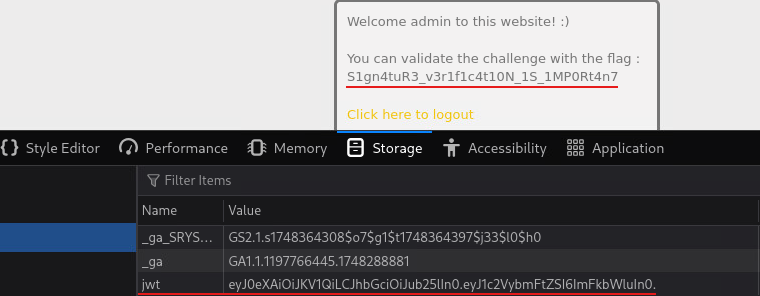 Welcome admin to this website! :)
You can validate the challenge with the flag :
S1gn4tuR3_v3r1f1c4t10N_1S_1MP0Rt4n7
Click here to logout
Style Editor Performance Memory Storage Accessibility Application
Filter Items
Name Value
_ga_SRYS... GS2.1.s1748364308$o7$g1$t1748364397$j33$l0$h0
_ga GA1.1.1197766445.1748288881
jwt eyJ0eXAiOiJKV1QiLCJhbGciOiJub25lIn0.eyJ1c2VybmFtZSI6ImFkbWluIn0.